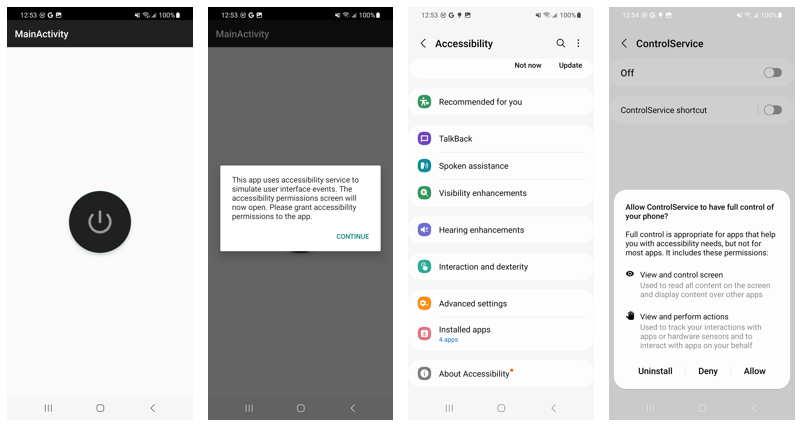 12:53 G 100%
MainActivity
12:53 G 100%
MainActivity
This app uses accessibility service to
simulate user interface events. The
accessibility permissions screen will
now open. Please grant accessibility
permissions to the app.
CONTINUE
12:53 G 100%
Accessibility
Not now Update
Recommended for you
TalkBack
Spoken assistance
Visibility enhancements
Hearing enhancements
Interaction and dexterity
Advanced settings
Installed apps
4 apps
About Accessibility
12:54 G 100%
ControlService
Off
ControlService shortcut
Allow ControlService to have full control of
your phone?
Full control is appropriate for apps that help
you with accessibility needs, but not for
most apps. It includes these permissions:
View and control screen
Used to read all content on the screen
and display content over other apps
View and perform actions
Used to track your interactions with
apps or hardware sensors and to
interact with apps on your behalf
Uninstall Deny Allow